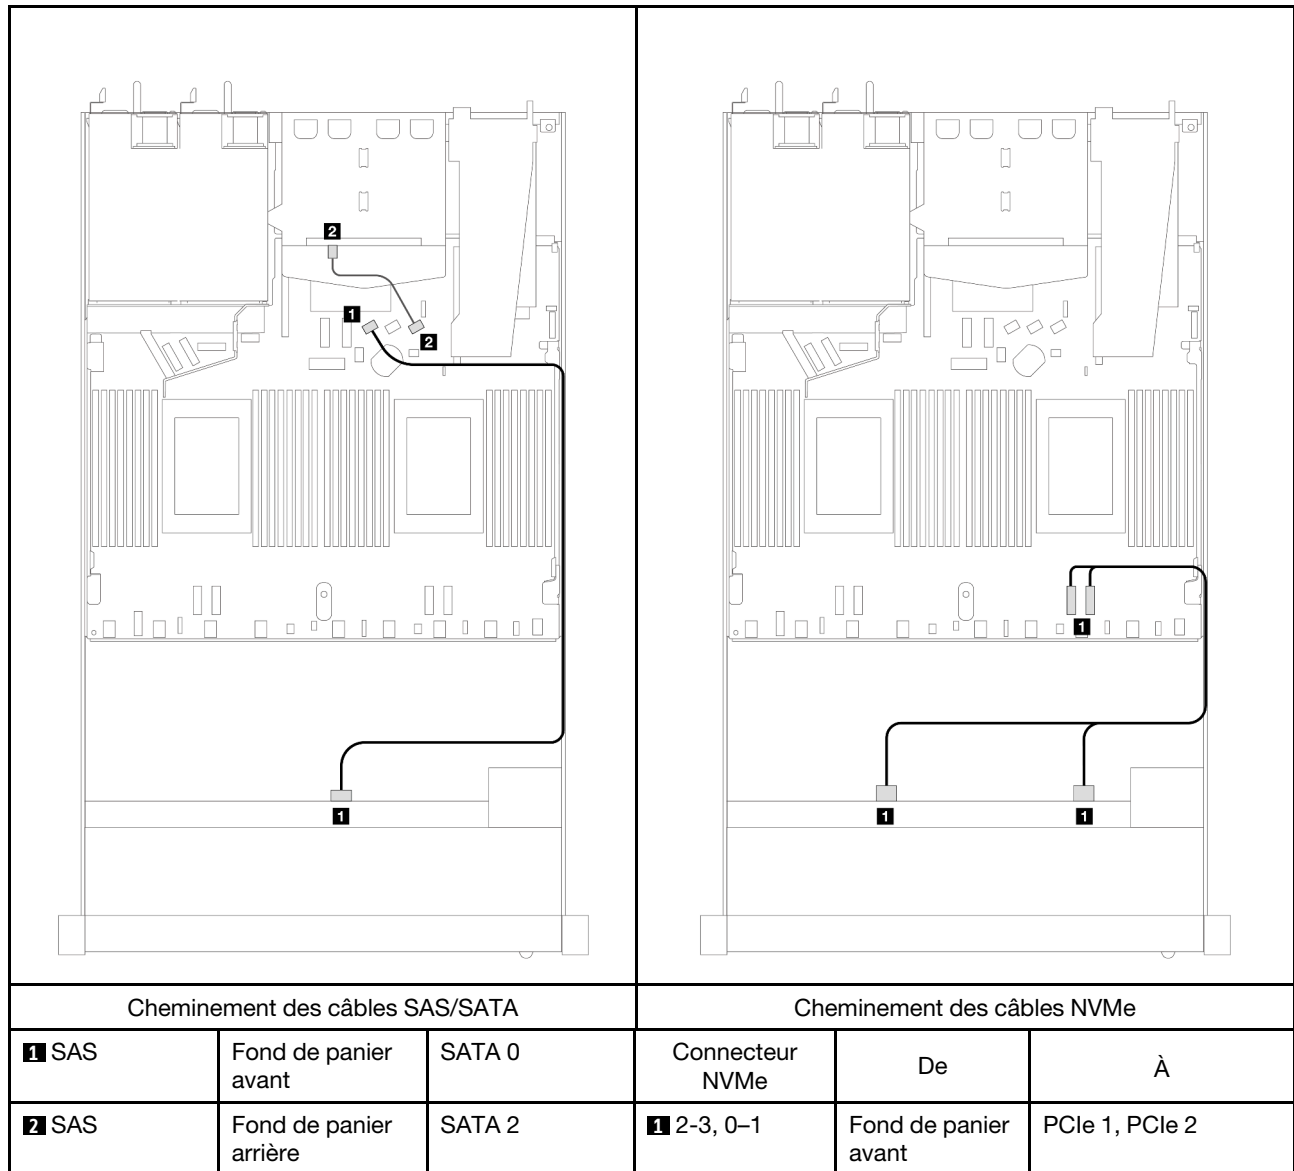 2
1
2
1
1
1
1
Cheminement des câbles SAS/SATA
Cheminement des câbles NVMe
1 SAS
Fond de panier
avant
SATA 0
Connecteur
NVMe
De
À
2 SAS
Fond de panier
arrière
SATA 2
1 2-3, 0–1
Fond de panier
avant
PCIe 1, PCIe 2